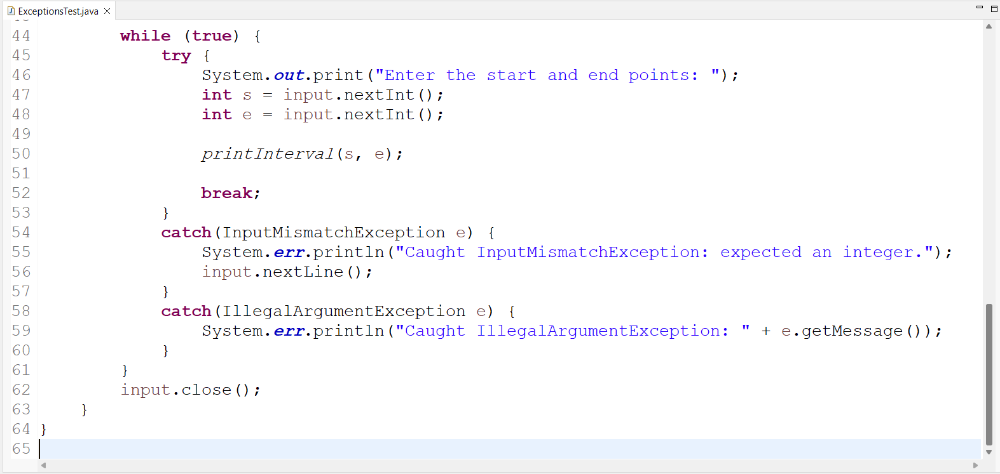 ExceptionsTest.java
44 while (true) {
45 try {
46 System.out.print("Enter the start and end points: ");
47 int s = input.nextInt();
48 int e = input.nextInt();
49
50 printInterval(s, e);
51
52 break;
53 }
54 catch(InputMismatchException e) {
55 System.err.println("Caught InputMismatchException: expected an integer.");
56 input.nextLine();
57 }
58 catch(IllegalArgumentException e) {
59 System.err.println("Caught IllegalArgumentException: " + e.getMessage());
60 }
61 }
62 input.close();
63 }
64 }
65